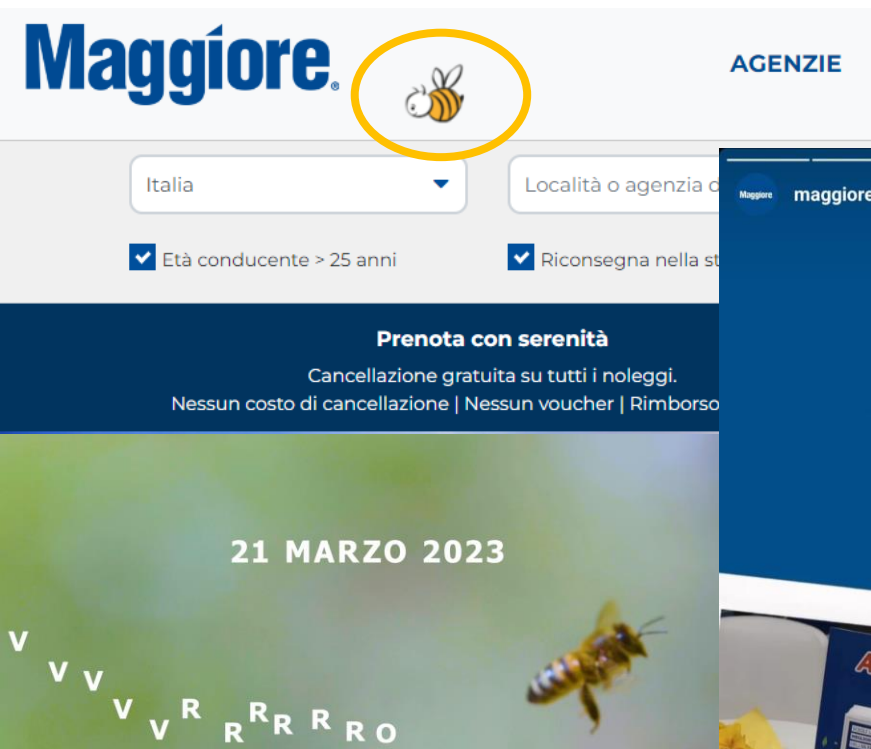 Maggiore®
AGENZIE
Italia
Località o agenzia d
Maggiore maggiore
Età conducente > 25 anni
Riconsegna nella st
Prenota con serenità
Cancellazione gratuita su tutti i noleggi.
Nessun costo di cancellazione | Nessun voucher | Rimborso
21 MARZO 2023
V V V V V R R R R R R O